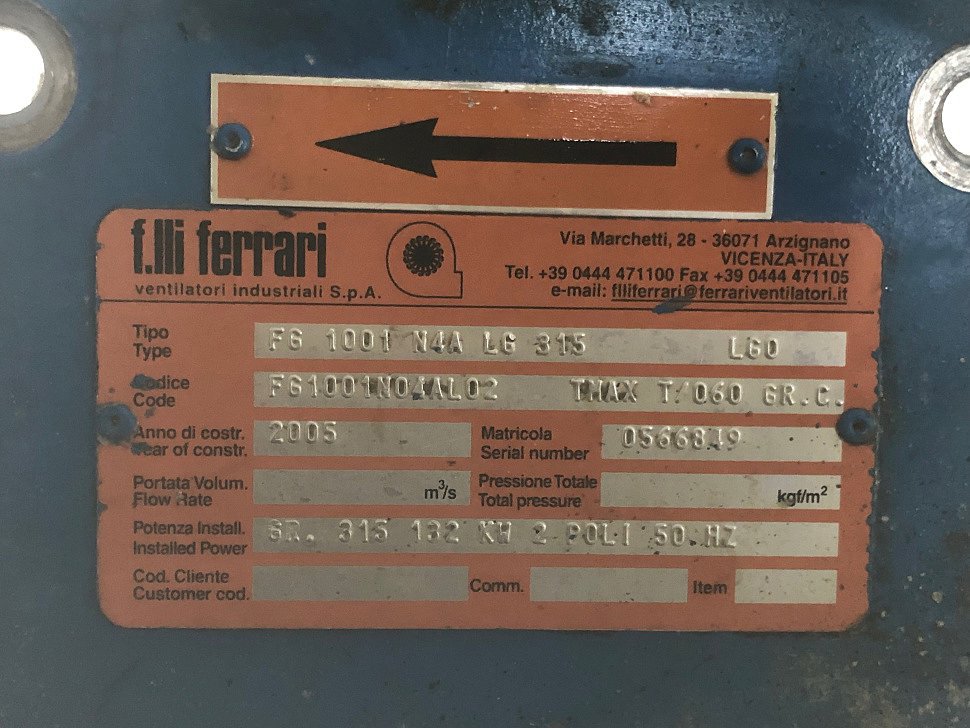 f.lli ferrari
ventilatori industriali S.p.A.
Via Marchetti, 28 - 36071 Arzignano
VICENZA-ITALY
Tel. +39 0444 471100 Fax +39 0444 471105
e-mail: flliferrari@ferrariventilatori.it
Tipo
Type
FG 1001 N4A LG 315 LG0
Codice
Code
FG1001N04AL02 TMAX T/060 GR.C.
Anno di costr.
Year of constr.
2005
Matricola
Serial number
Portata Volum.
Flow Rate
m³/s
Pressione Totale
Total pressure
kgf/m²
Potenza Install.
Installed Power
GR. 315 132 KW 2 POLI 50 HZ
Cod. Cliente
Customer cod.
Comm.
Item